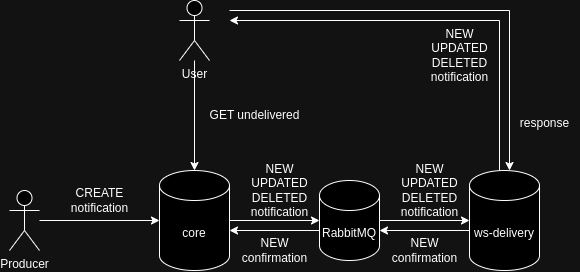 NEW
UPDATED
DELETED
notification
User
GET undelivered
response
CREATE
notification
NEW
UPDATED
DELETED
notification
NEW
UPDATED
DELETED
notification
core
RabbitMQ
ws-delivery
NEW
confirmation
NEW
confirmation
Producer